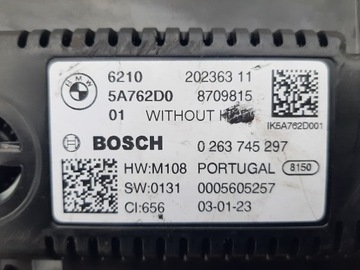 BMW
6210 202363 11
5A762D0 8709815
01 WITHOUT
IK5A762D001
BOSCH 0 263 745 297
HW:M108 PORTUGAL 8150
SW:0131 0005605257
CI:656 03-01-23